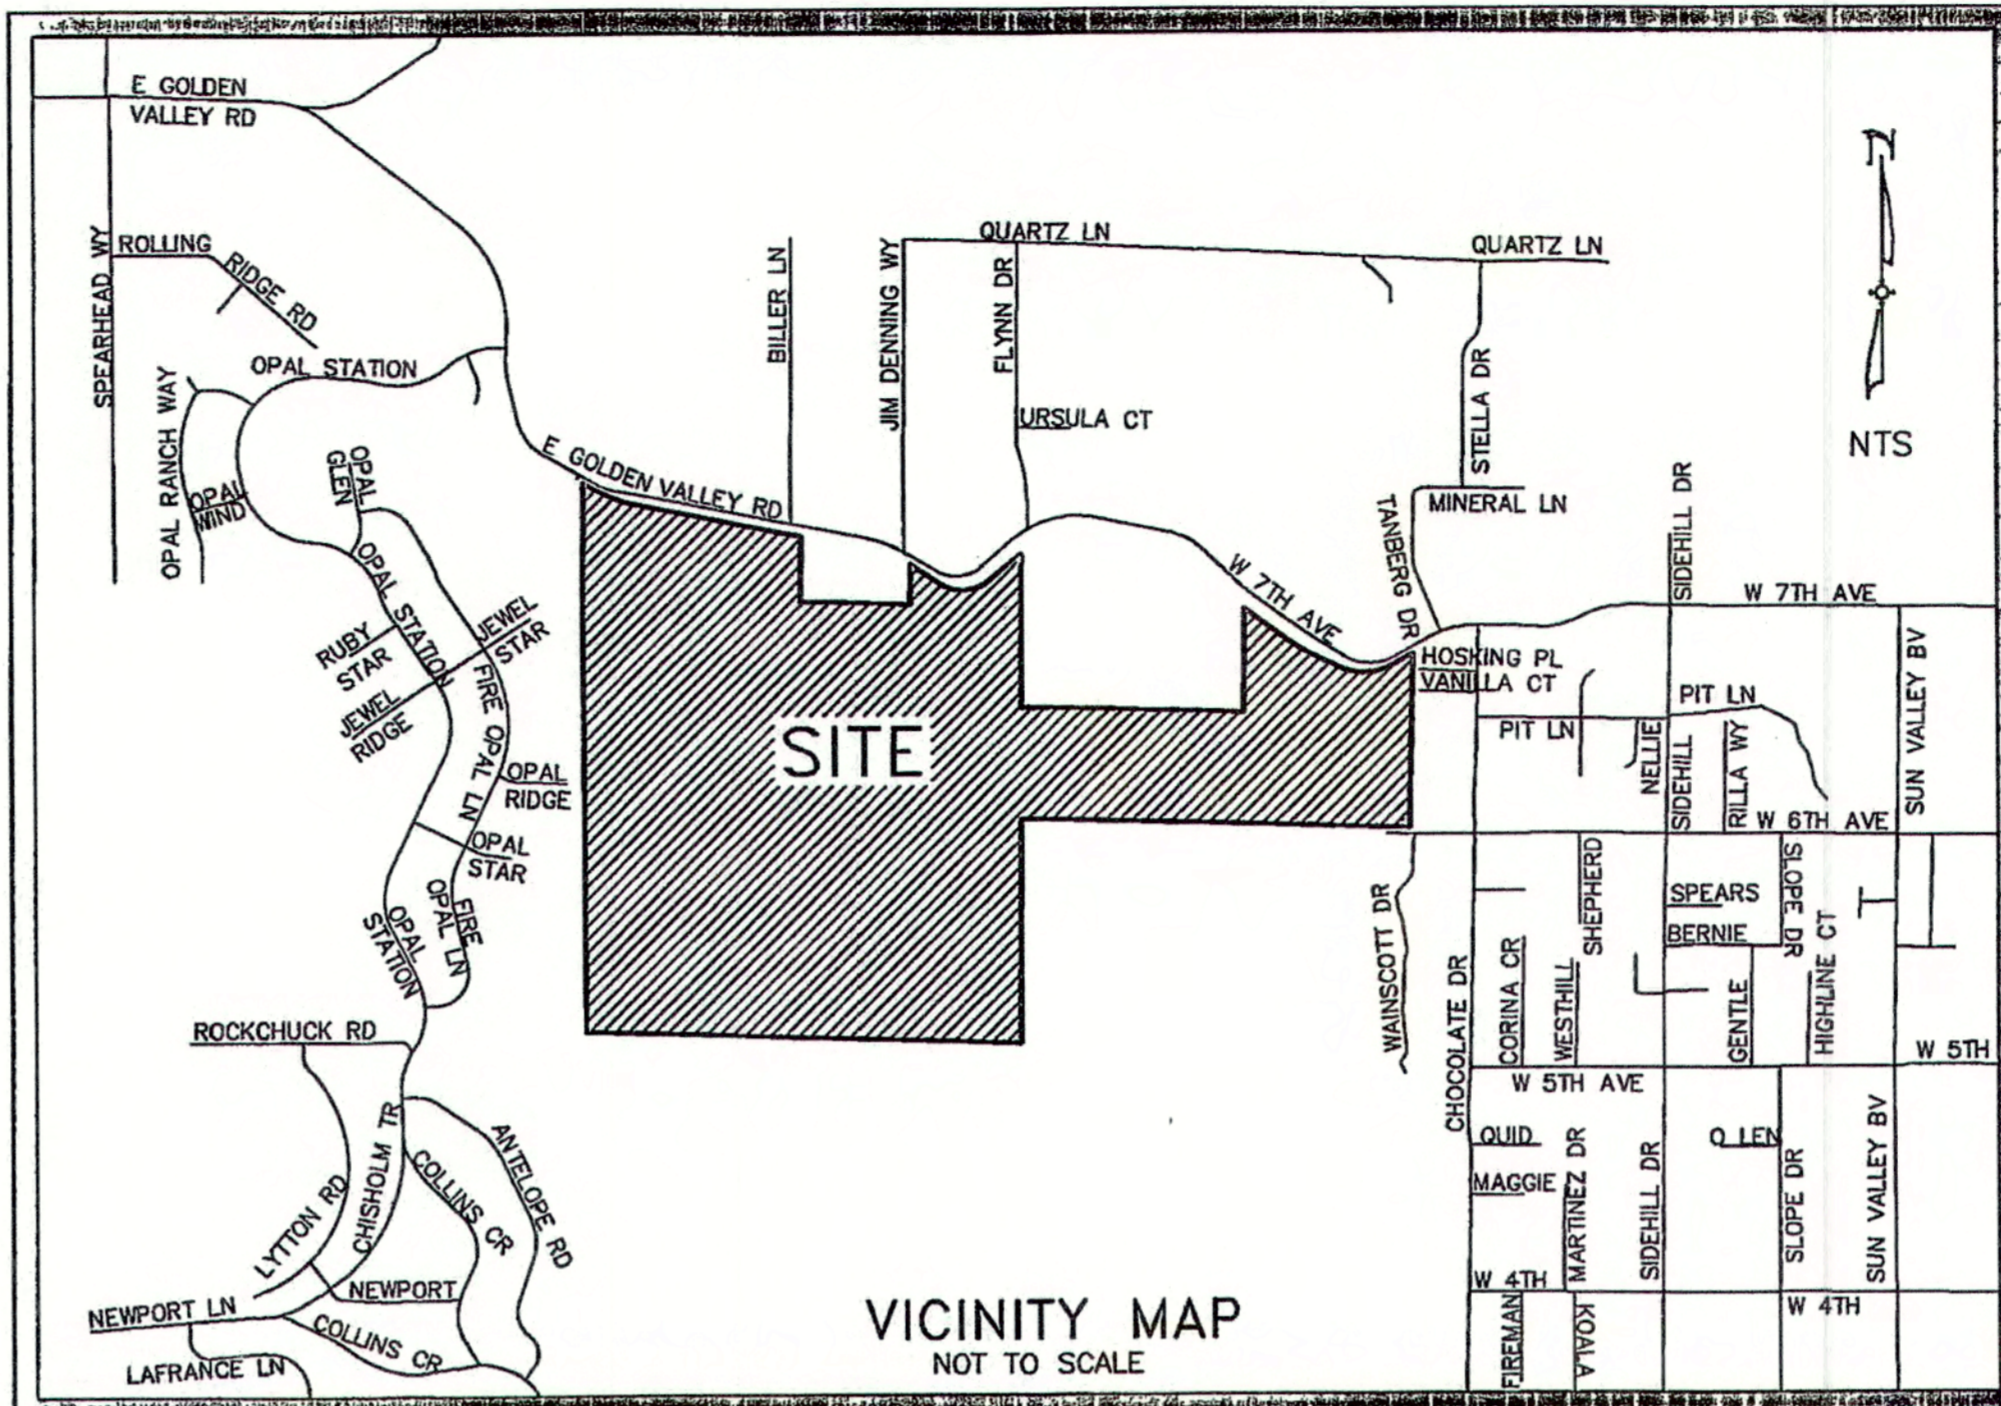 E GOLDEN
VALLEY RD
N
SPEARHEAD WY
ROLLING
RIDGE RD
QUARTZ LN
QUARTZ LN
BILLER LN
JIM DENNING WY
FLYNN DR
STELLA DR
NTS
OPAL STATION
OPAL RANCH WAY
URSULA CT
OPAL
GLEN
E GOLDEN VALLEY RD
OPAL
WIND
MINERAL LN
TANBERG DR
SIDEHILL DR
OPAL STATION
W 7TH AVE
W 7TH AVE
JEWEL
STAR
RUBY
STAR
HOSKING PL
VANILLA CT
SUN VALLEY BV
JEWEL
RIDGE
FIRE OPAL LN
PIT LN
PIT LN
SITE
NELLIE
SIDEHILL
RILLA WY
OPAL
RIDGE
W 6TH AVE
OPAL
STAR
SHEPHERD
SLOPE DR
FIRE
OPAL LN
SPEARS
BERNIE
OPAL
STATION
WAINSCOTT DR
CHOCOLATE DR
CORINA CR
WESTHILL
GENTLE
HIGHLINE CT
ROCKCHUCK RD
W 5TH
W 5TH AVE
CHISHOLM TR
ANTELOPE RD
COLLINS CR
QUID
MAGGIE
MARTINEZ DR
SIDEHILL DR
SLOPE DR
SUN VALLEY BV
LYTTON RD
NEWPORT
W 4TH
NEWPORT LN
W 4TH
COLLINS CR
FIREMAN
KOALA
VICINITY MAP
NOT TO SCALE
LAFRANCE LN